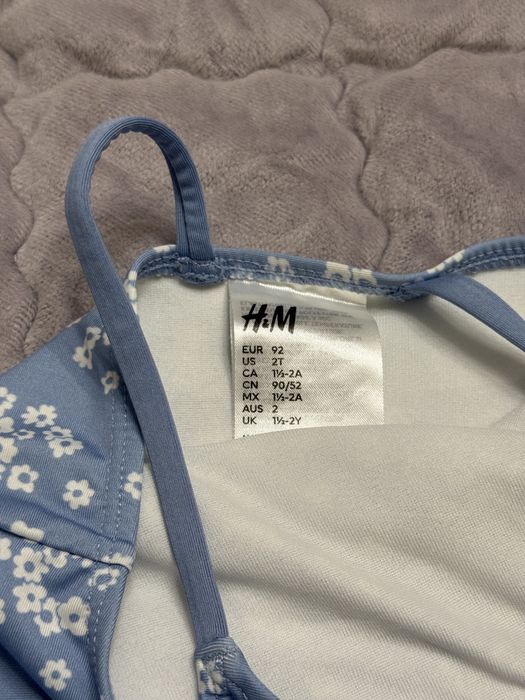 H&M
EUR 92
US 2T
CA 1½-2A
CN 90/52
MX 1½-2A
AUS 2
UK 1½-2Y